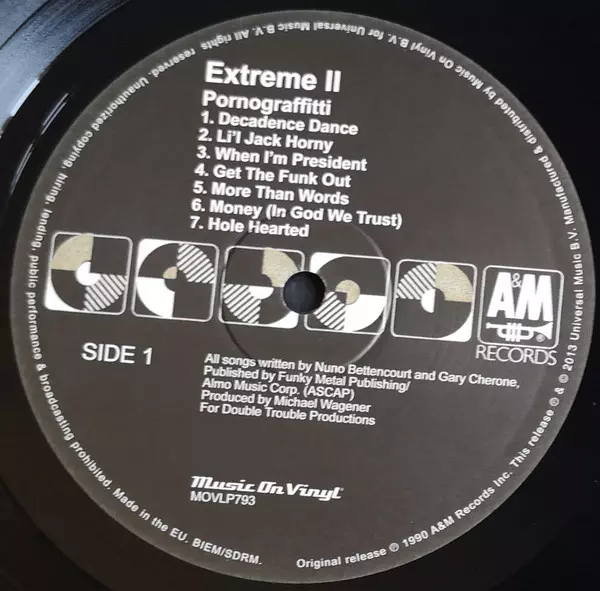 Extreme II
Pornograffitti
1. Decadence Dance
2. Li'l Jack Horny
3. When I'm President
4. Get The Funk Out
5. More Than Words
6. Money (In God We Trust)
7. Hole Hearted
A&M
RECORDS
SIDE 1
All songs written by Nuno Bettencourt and Gary Cherone,
Published by Funky Metal Publishing/
Almo Music Corp. (ASCAP)
Produced by Michael Wagener
For Double Trouble Productions
Music On Vinyl
MOVLP793
Original release ℗ 1990 A&M Records Inc. This release ℗ & © 2013 Universal Music B.V. Manufactured & distributed by Music On Vinyl B.V. for Universal Music B.V. All rights reserved. Unauthorized copying, hiring, lending, public performance & broadcasting prohibited. Made in the EU. BIEM/SDRM.